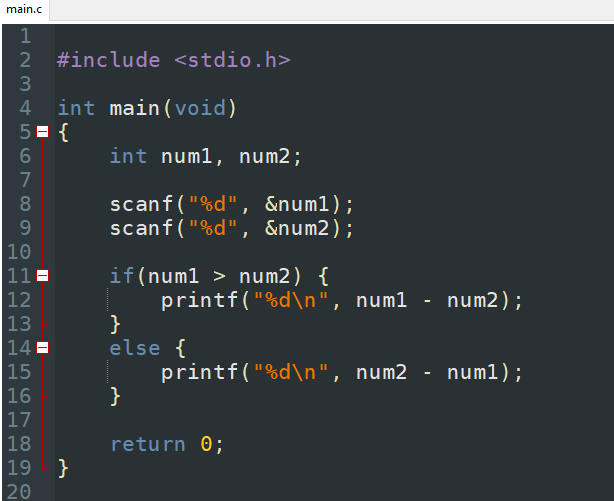 main.c
1
2 #include <stdio.h>
3
4 int main(void)
5 {
6     int num1, num2;
7
8     scanf("%d", &num1);
9     scanf("%d", &num2);
10
11     if(num1 > num2) {
12         printf("%d\n", num1 - num2);
13     }
14     else {
15         printf("%d\n", num2 - num1);
16     }
17
18     return 0;
19 }
20